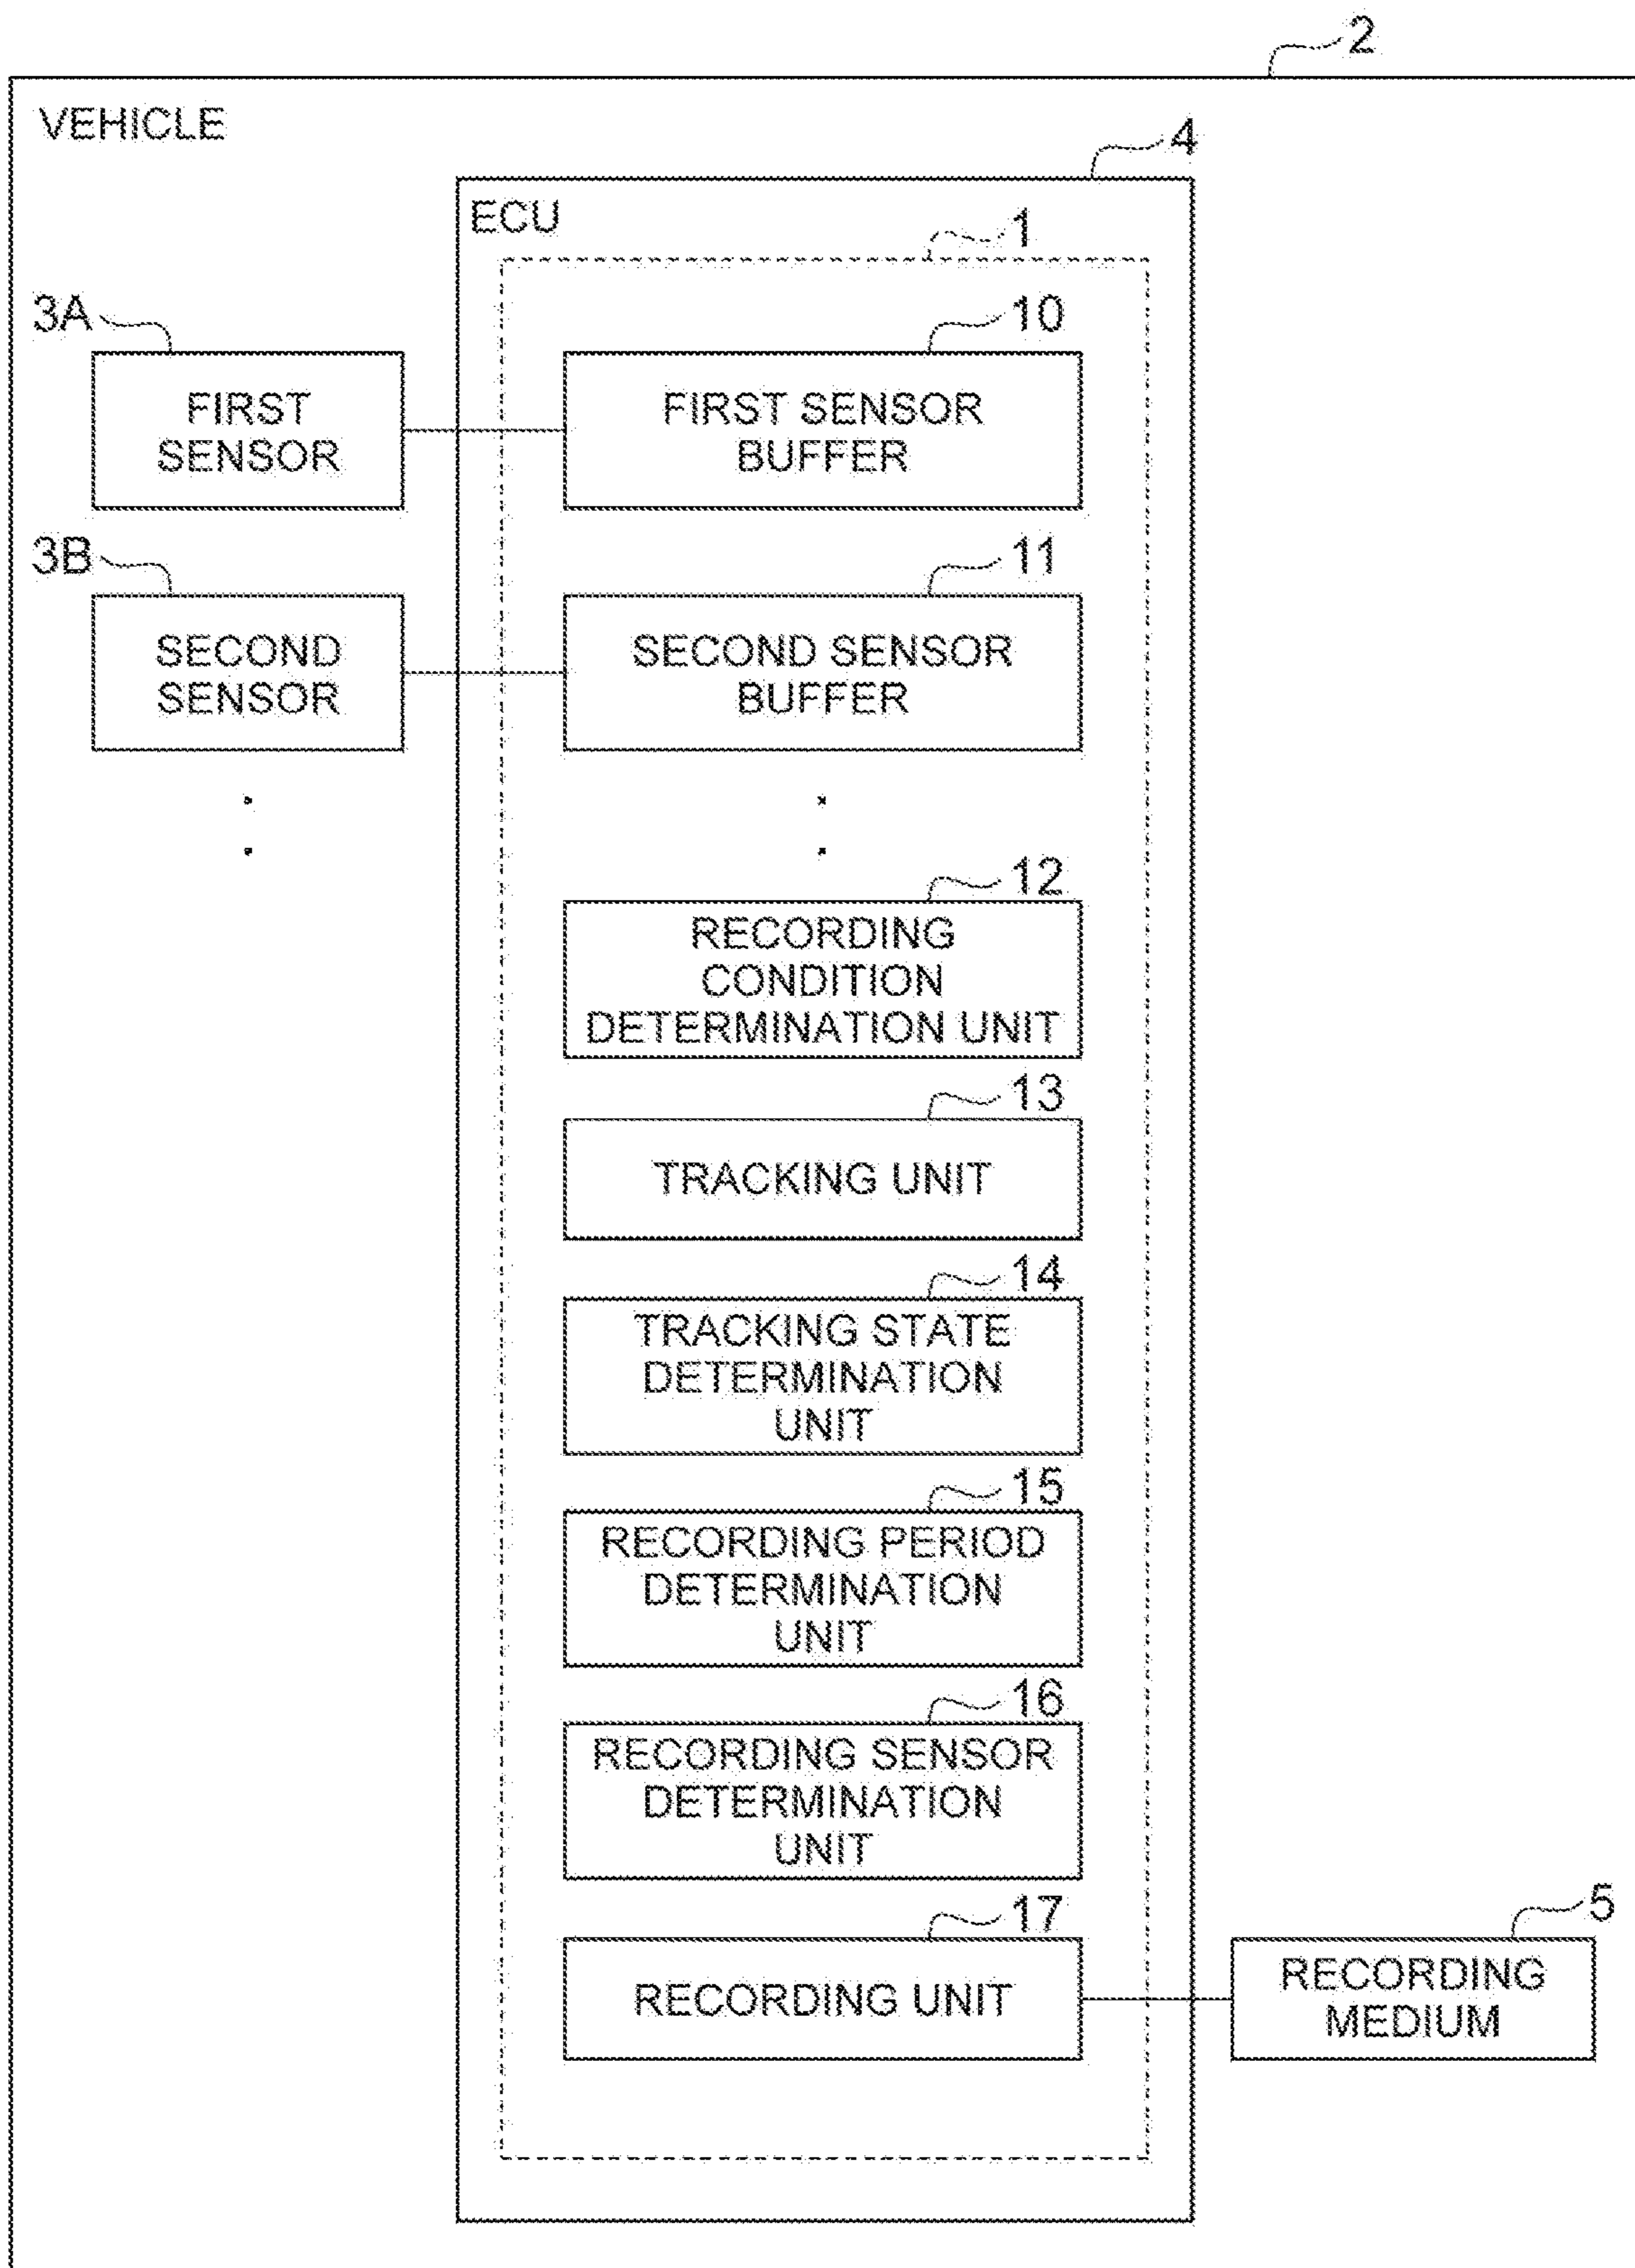 2
VEHICLE
4
ECU
1
3A
10
FIRST
SENSOR
FIRST SENSOR
BUFFER
3B
11
SECOND
SENSOR
SECOND SENSOR
BUFFER
12
RECORDING
CONDITION
DETERMINATION UNIT
13
TRACKING UNIT
14
TRACKING STATE
DETERMINATION
UNIT
15
RECORDING PERIOD
DETERMINATION
UNIT
16
RECORDING SENSOR
DETERMINATION
UNIT
17
RECORDING UNIT
5
RECORDING
MEDIUM